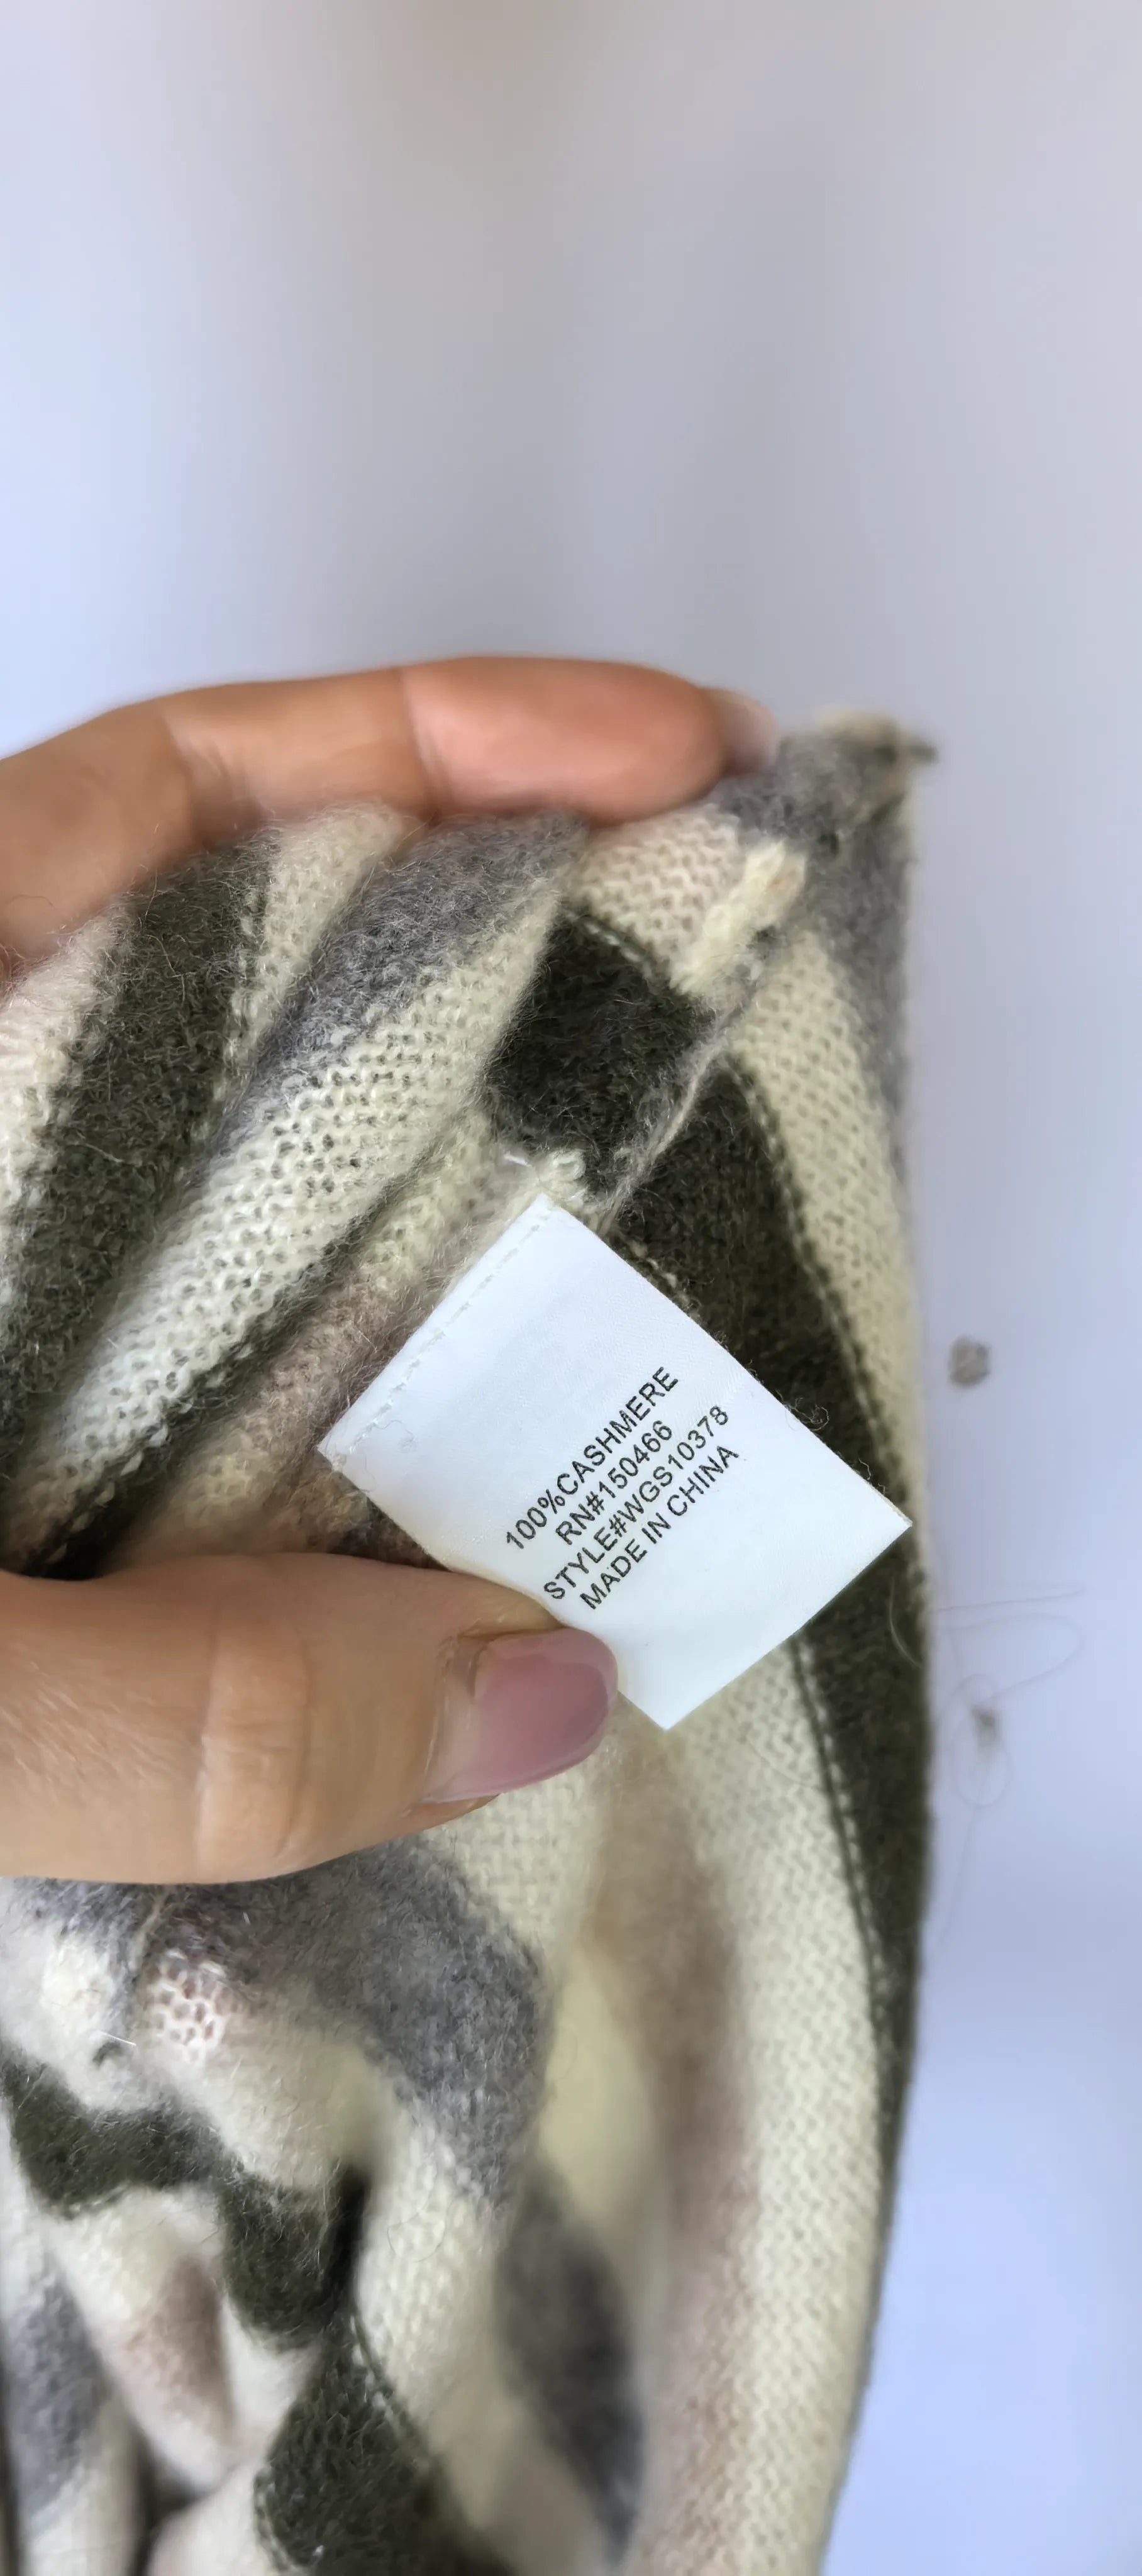 100%CASHMERE
RN#150466
STYLE#WGS10378
MADE IN CHINA